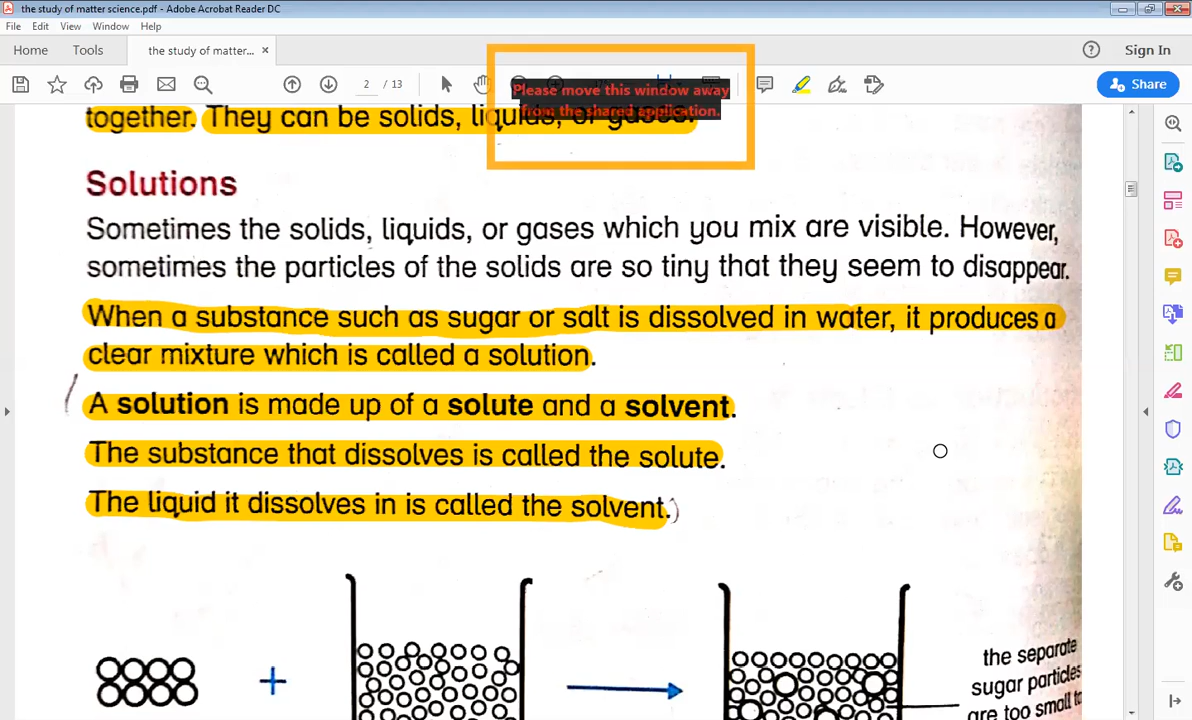 the study of matter science.pdf - Adobe Acrobat Reader DC
File Edit View Window Help
Home Tools the study of matter... × Sign In
2 / 13 Share
Please move this window away
from the shared application.
together. They can be solids, liquids, or gases.
Solutions
Sometimes the solids, liquids, or gases which you mix are visible. However,
sometimes the particles of the solids are so tiny that they seem to disappear.
When a substance such as sugar or salt is dissolved in water, it produces a
clear mixture which is called a solution.
A solution is made up of a solute and a solvent.
The substance that dissolves is called the solute.
The liquid it dissolves in is called the solvent.
+
the separate
sugar particles
are too small to